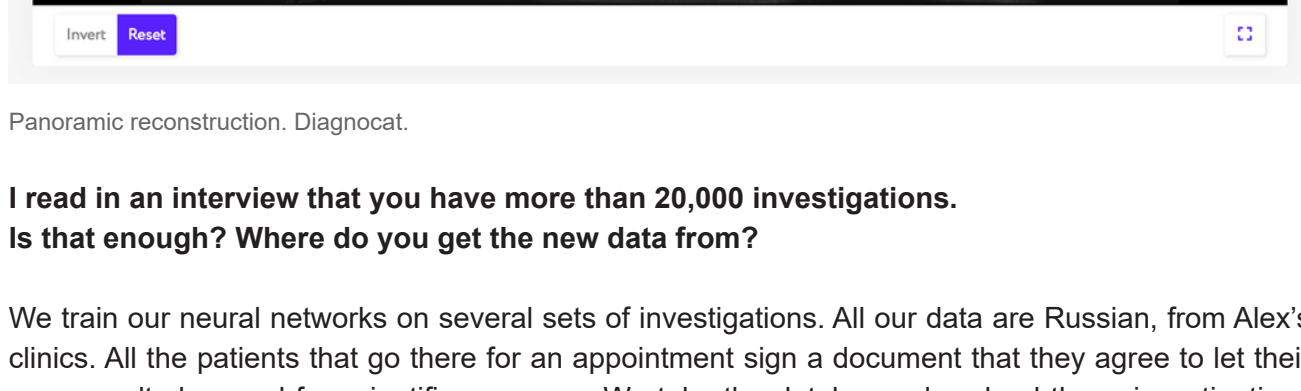 Invert Reset
Panoramic reconstruction. Diagnocat.
I read in an interview that you have more than 20,000 investigations.
Is that enough? Where do you get the new data from?
We train our neural networks on several sets of investigations. All our data are Russian, from Alex’s
clinics. All the patients that go there for an appointment sign a document that they agree to let thei